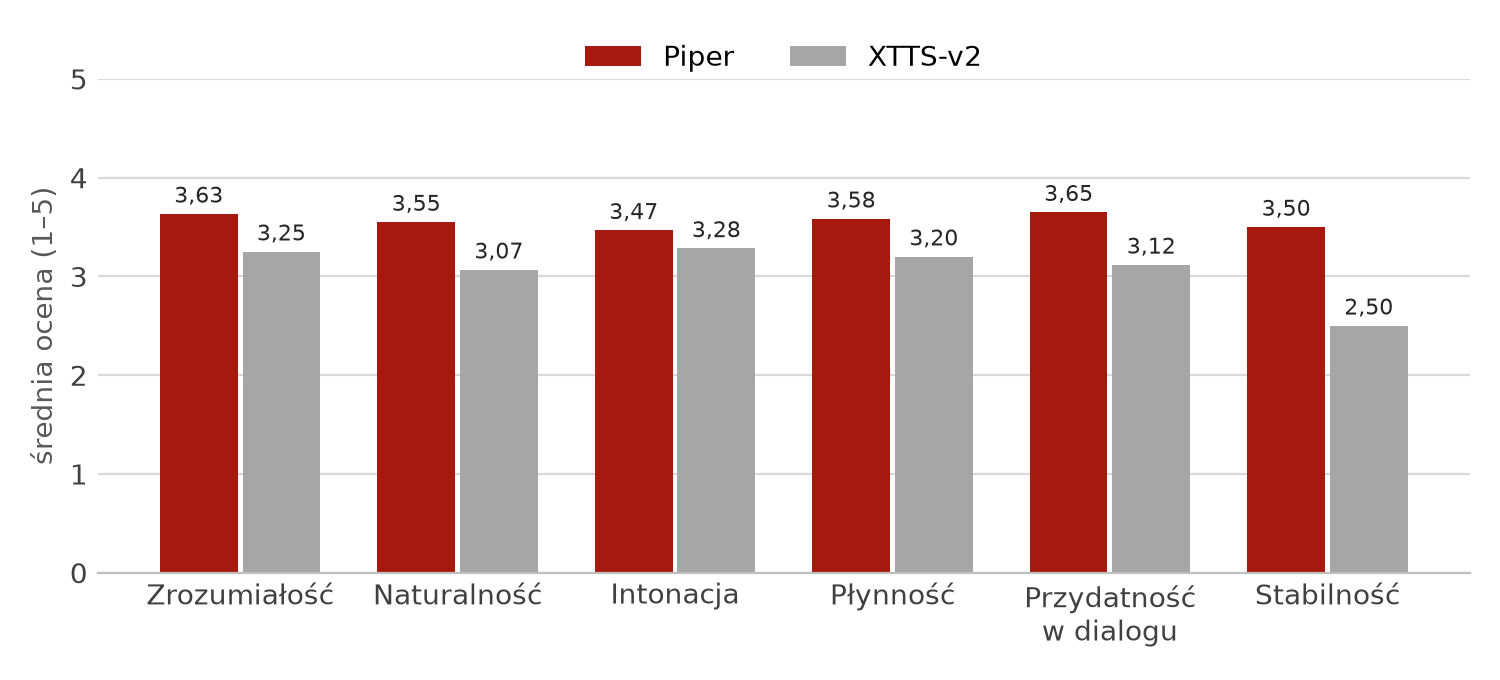 Piper XTTS-v2
średnia ocena (1–5)
5
4
3
2
1
0
3,63 3,25 3,55 3,07 3,47 3,28 3,58 3,20 3,65 3,12 3,50 2,50
Zrozumiałość Naturalność Intonacja Płynność Przydatność Stabilność
w dialogu